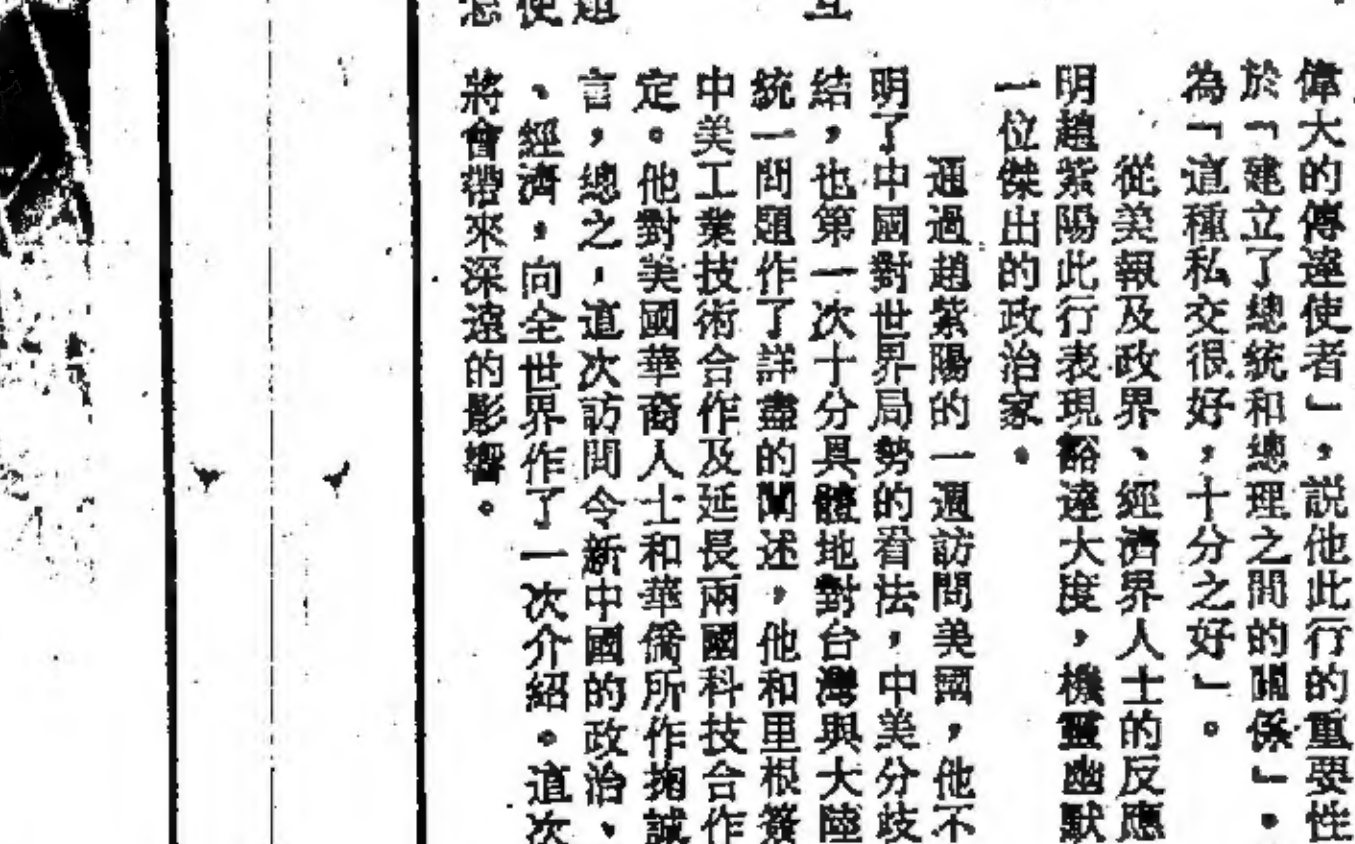 偉大的傳達使者」，説他此行的重要性
於「建立了總統和總理之間的關係」，
為「這種私交很好，十分之好」。
從美報及政界、經濟界人士的反應
明趙紫陽此行表現豁達大度，機靈幽默
一位傑出的政治家。
通過趙紫陽的一週訪問美國，他不
明了中國對世界局勢的看法，中美分歧
結，也第一次十分具體地對台灣與大陸
統一問題作了詳盡的闡述，他和里根簽
中美工業技術合作及延長兩國科技合作
定。他對美國華裔人士和華僑所作掬誠
言，總之，這次訪問令新中國的政治、
、經濟，向全世界作了一次介紹。這次
將會帶來深遠的影響。